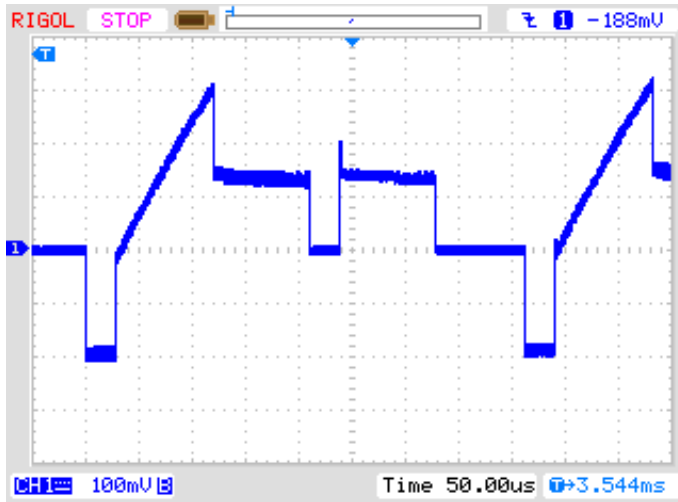 RIGOL STOP T 1 -188mV
T
1
CH1 100mV B Time 50.00us T→3.544ms